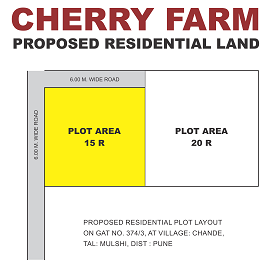 CHERRY FARM
PROPOSED RESIDENTIAL LAND
6.00 M. WIDE ROAD
6.00 M. WIDE ROAD
PLOT AREA
15 R
PLOT AREA
20 R
PROPOSED RESIDENTIAL PLOT LAYOUT
ON GAT NO. 374/3, AT VILLAGE: CHANDE,
TAL: MULSHI, DIST : PUNE